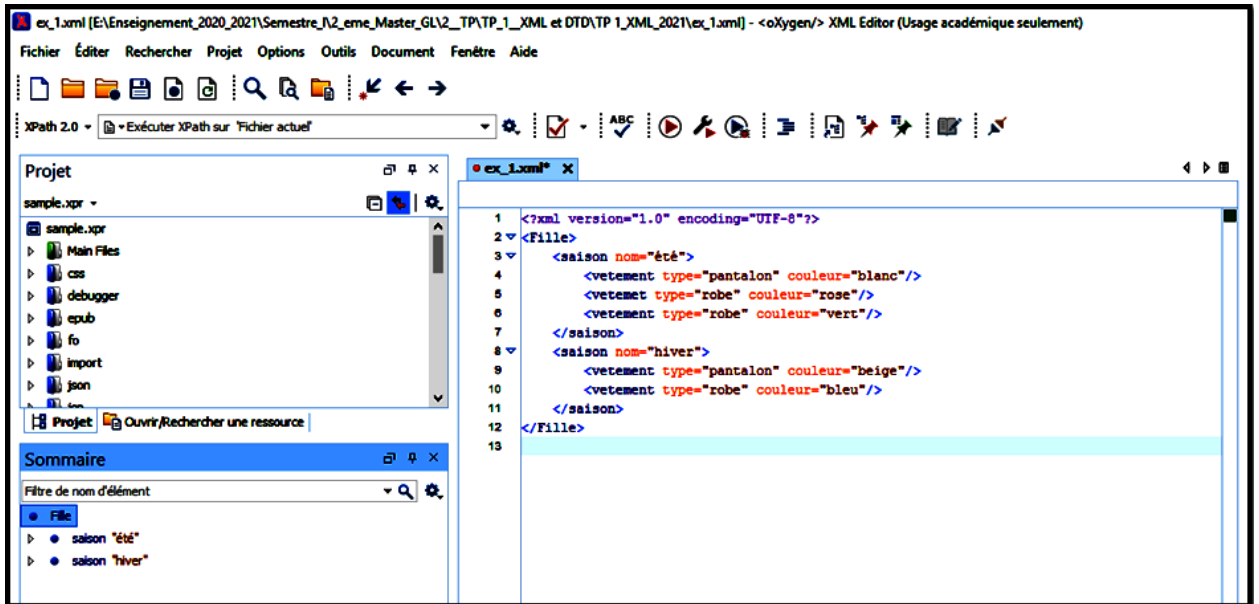 ex_1.xml [E:\Enseignement_2020_2021\Semestre_I\2_eme_Master_GL\2__TP\TP_1__XML et DTD\TP 1_XML_2021\ex_1.xml] - <oXygen/> XML Editor (Usage académique seulement)
Fichier Éditer Rechercher Projet Options Outils Document Fenêtre Aide
XPath 2.0 Exécuter XPath sur 'Fichier actuel' ABC
Projet
sample.xpr
sample.xpr
Main Files
css
debugger
epub
fo
import
json
Projet Ouvrir/Rechercher une ressource
Sommaire
Filtre de nom d'élément
Fille
saison "été"
saison "hiver"
ex_1.xml* X
1 <?xml version="1.0" encoding="UTF-8"?>
2 <Fille>
3 <saison nom="été">
4 <vetement type="pantalon" couleur="blanc"/>
5 <vetemet type="robe" couleur="rose"/>
6 <vetement type="robe" couleur="vert"/>
7 </saison>
8 <saison nom="hiver">
9 <vetement type="pantalon" couleur="beige"/>
10 <vetement type="robe" couleur="bleu"/>
11 </saison>
12 </Fille>
13